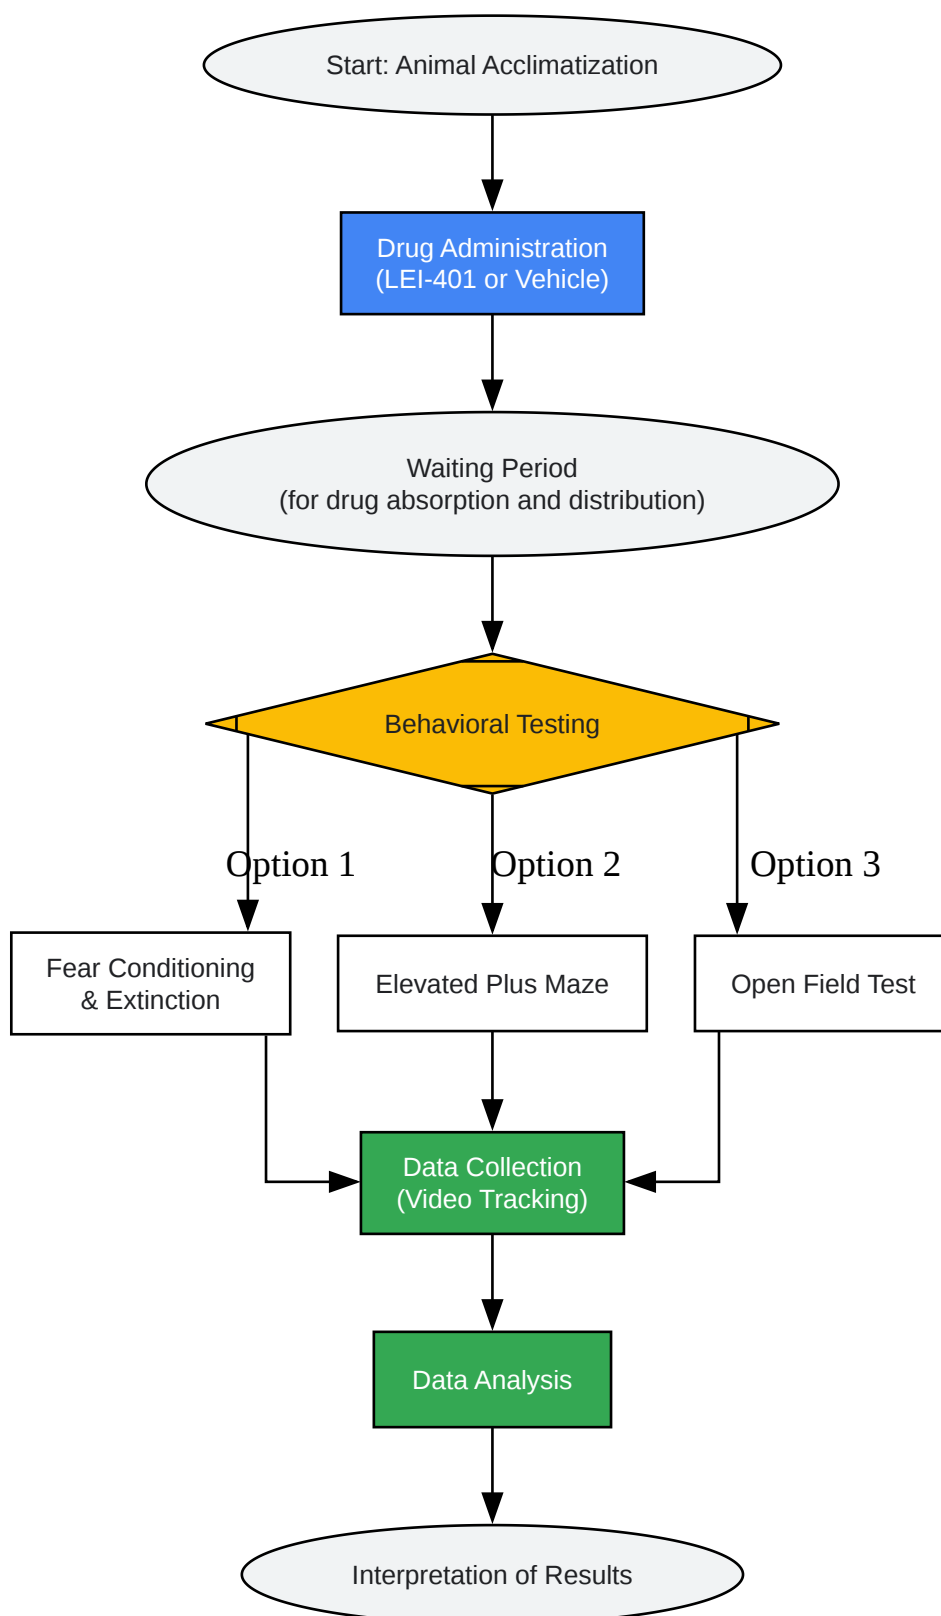 Start: Animal Acclimatization
Drug Administration
(LEI-401 or Vehicle)
Waiting Period
(for drug absorption and distribution)
Behavioral Testing
Option 1
Option 2
Option 3
Fear Conditioning
& Extinction
Elevated Plus Maze
Open Field Test
Data Collection
(Video Tracking)
Data Analysis
Interpretation of Results